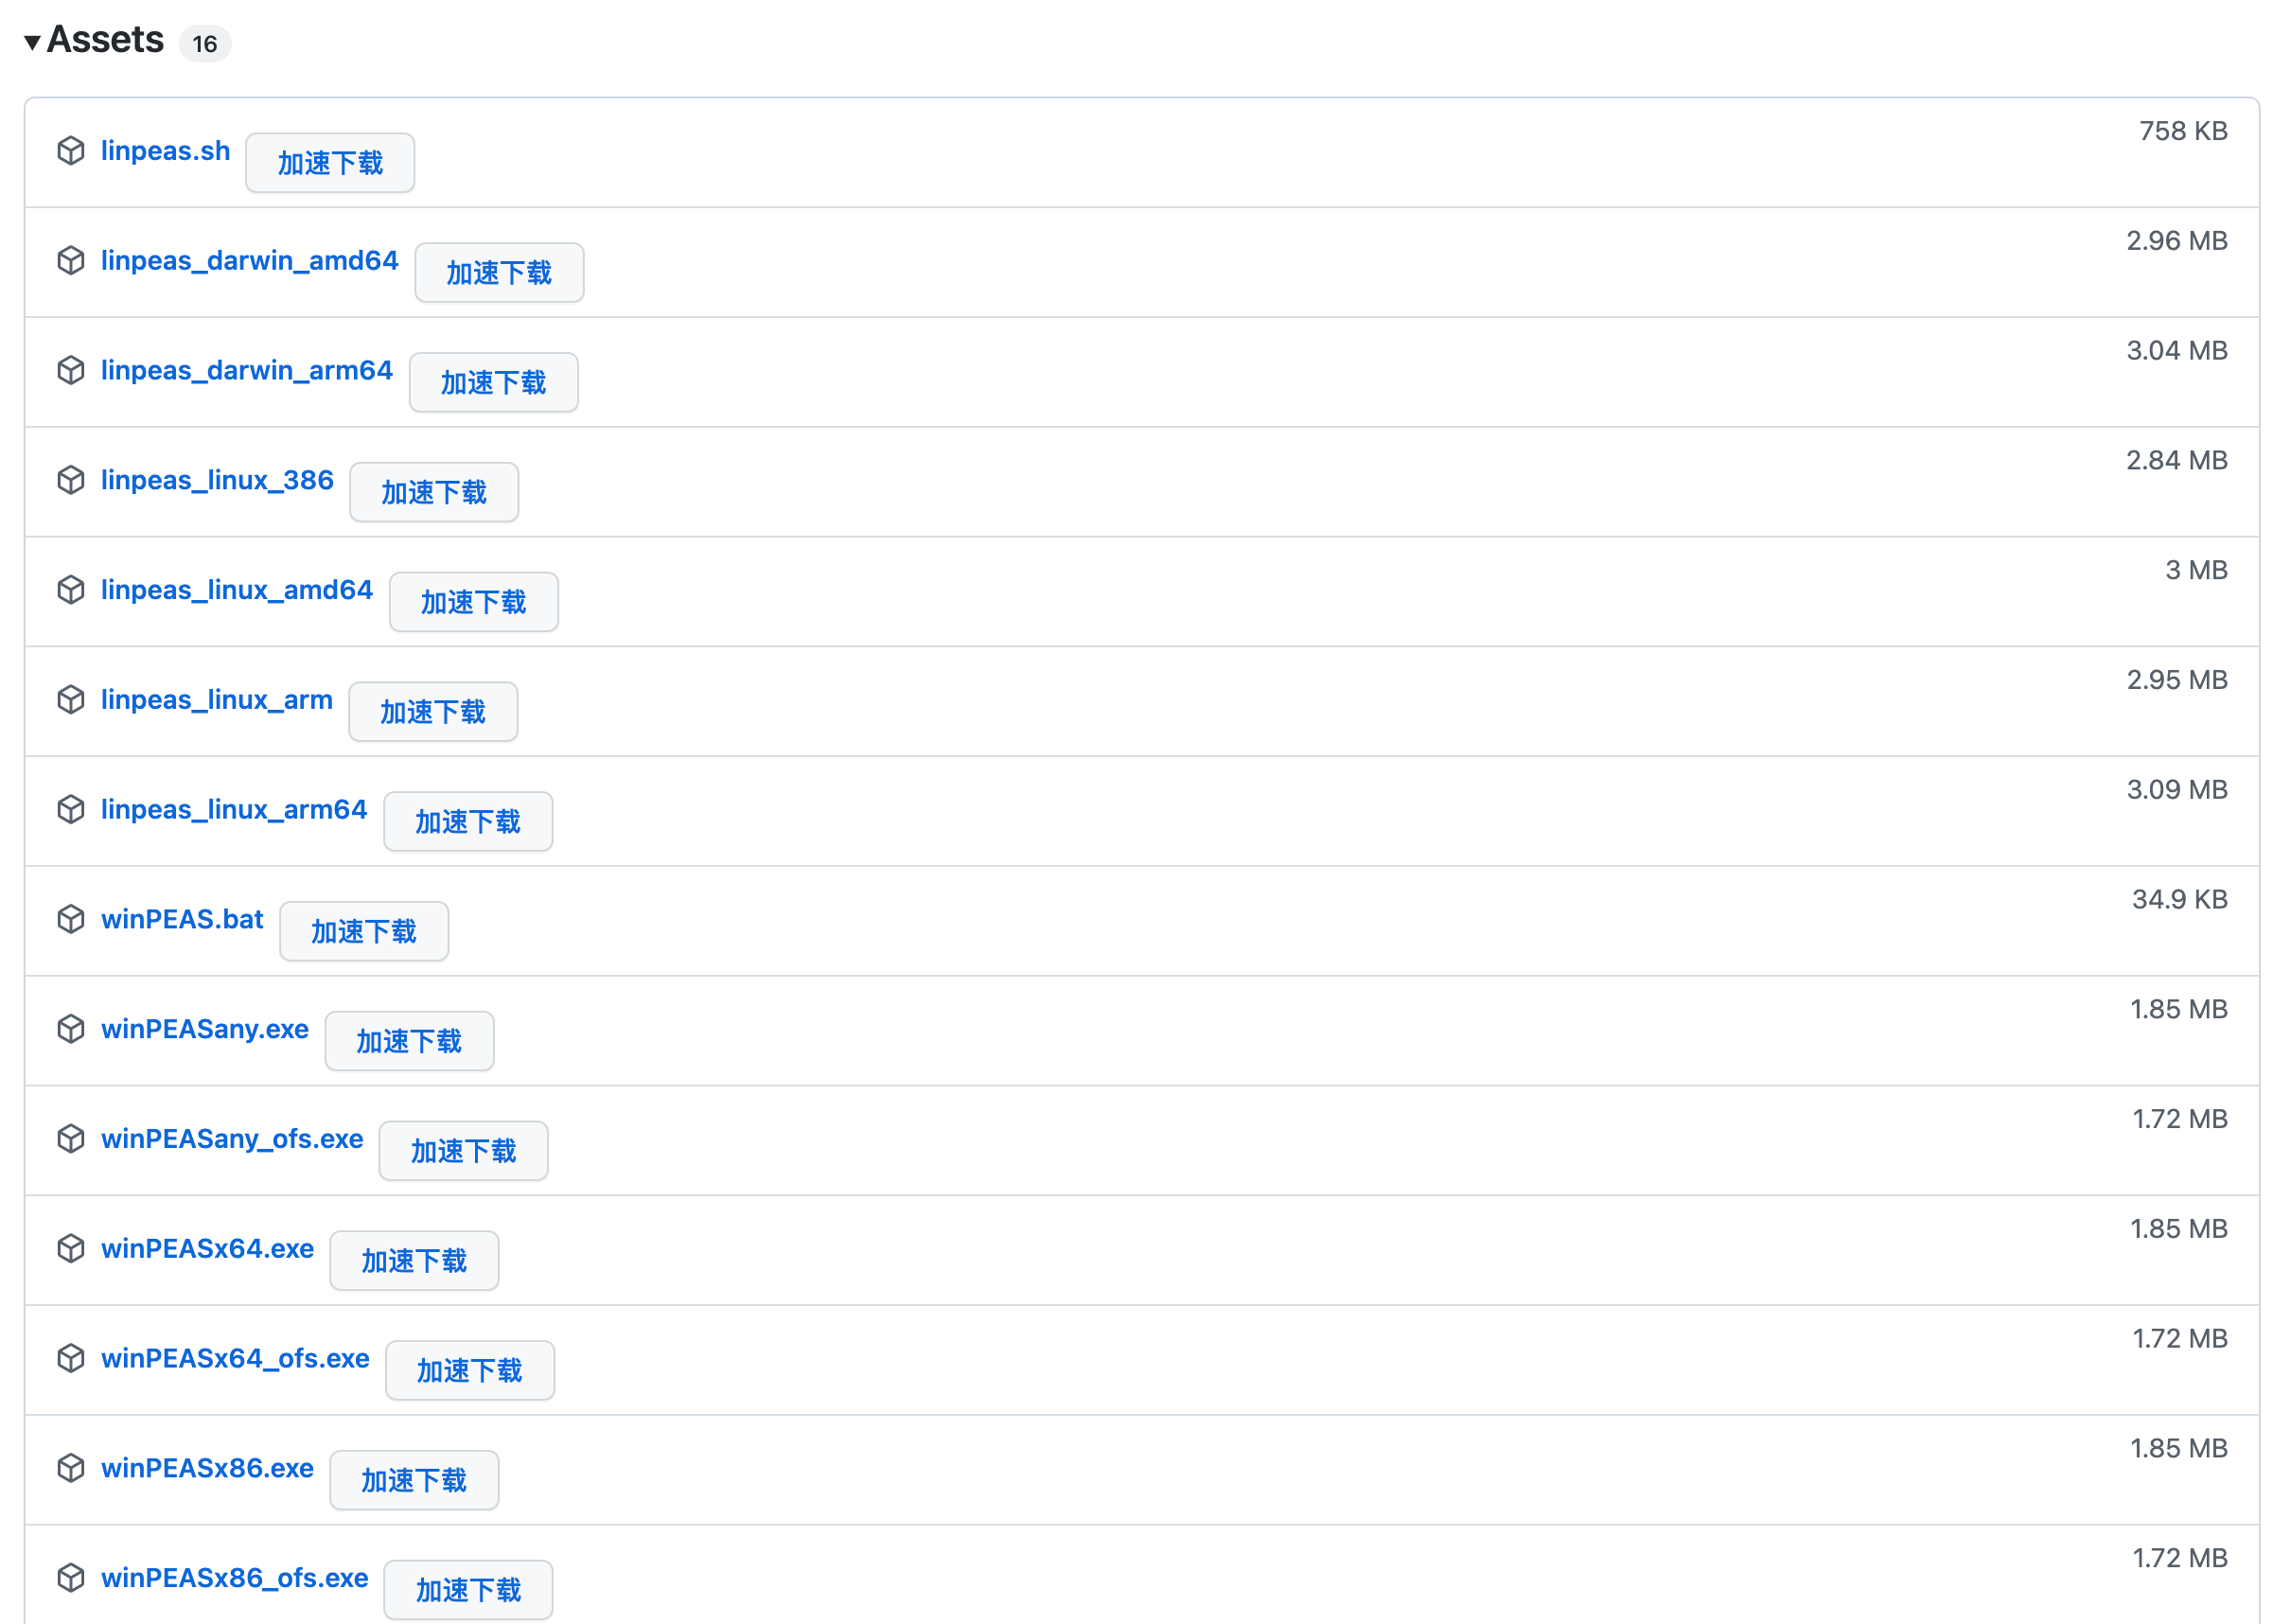 ▼ Assets 16
linpeas.sh 加速下载 758 KB
linpeas_darwin_amd64 加速下载 2.96 MB
linpeas_darwin_arm64 加速下载 3.04 MB
linpeas_linux_386 加速下载 2.84 MB
linpeas_linux_amd64 加速下载 3 MB
linpeas_linux_arm 加速下载 2.95 MB
linpeas_linux_arm64 加速下载 3.09 MB
winPEAS.bat 加速下载 34.9 KB
winPEASany.exe 加速下载 1.85 MB
winPEASany_ofs.exe 加速下载 1.72 MB
winPEASx64.exe 加速下载 1.85 MB
winPEASx64_ofs.exe 加速下载 1.72 MB
winPEASx86.exe 加速下载 1.85 MB
winPEASx86_ofs.exe 加速下载 1.72 MB